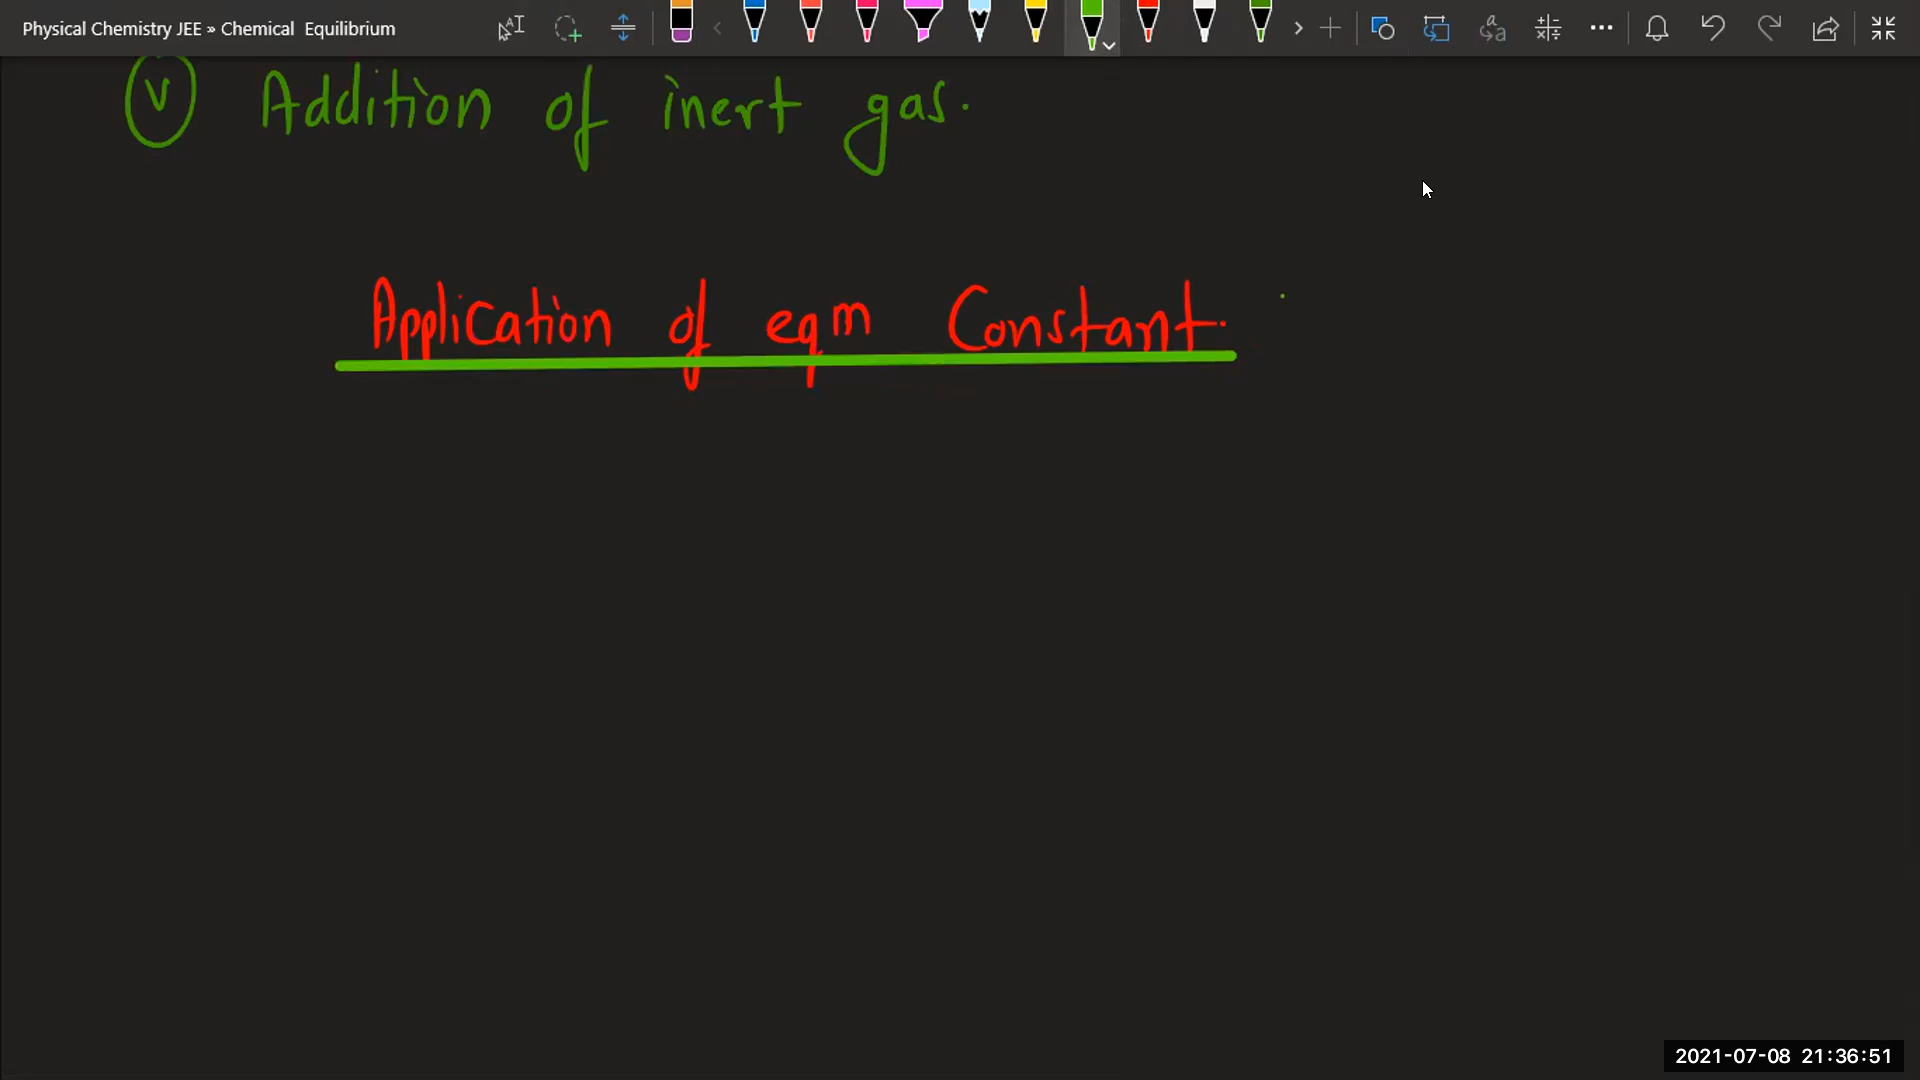 Physical Chemistry JEE » Chemical Equilibrium
(v) Addition of inert gas.
Application of eqm Constant.
2021-07-08 21:36:51